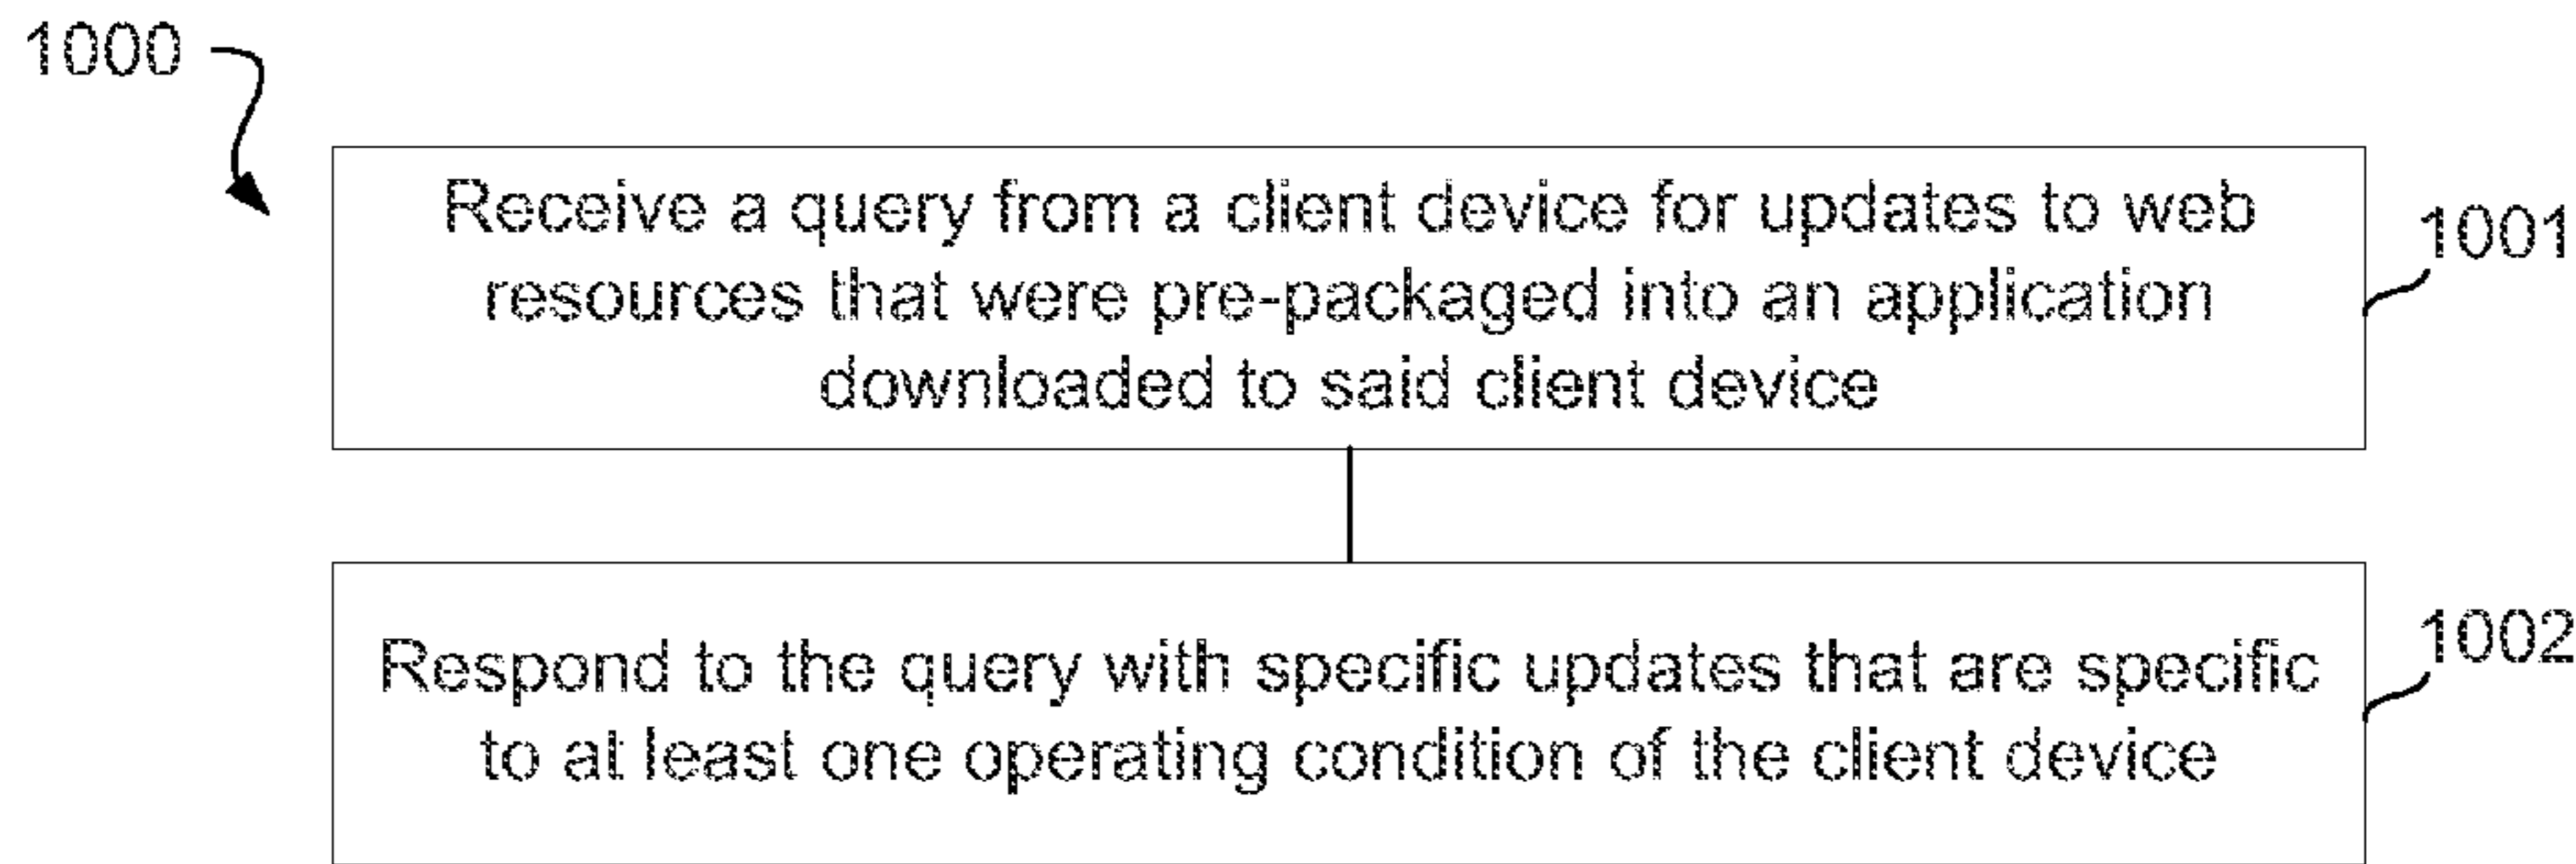 1000
Receive a query from a client device for updates to web
resources that were pre-packaged into an application
downloaded to said client device
1001
Respond to the query with specific updates that are specific
to at least one operating condition of the client device
1002